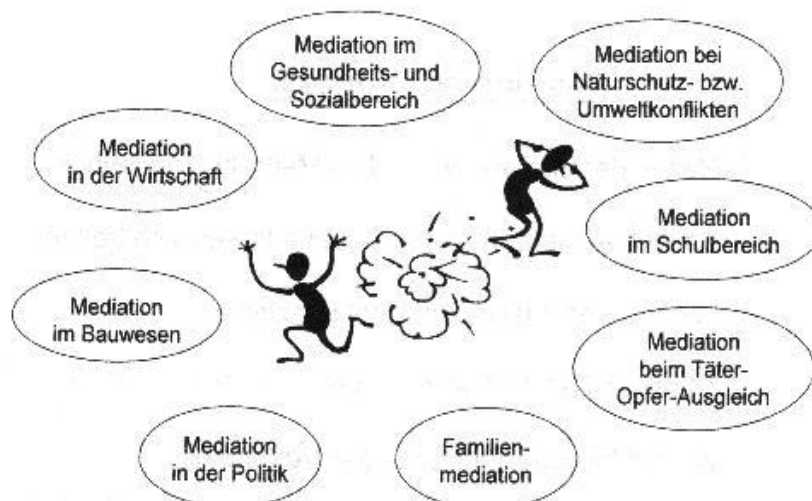 Mediation im
Gesundheits- und
Sozialbereich
Mediation bei
Naturschutz- bzw.
Umweltkonflikten
Mediation
in der Wirtschaft
Mediation
im Schulbereich
Mediation
im Bauwesen
Mediation
beim Täter-
Opfer-Ausgleich
Mediation
in der Politik
Familien-
mediation